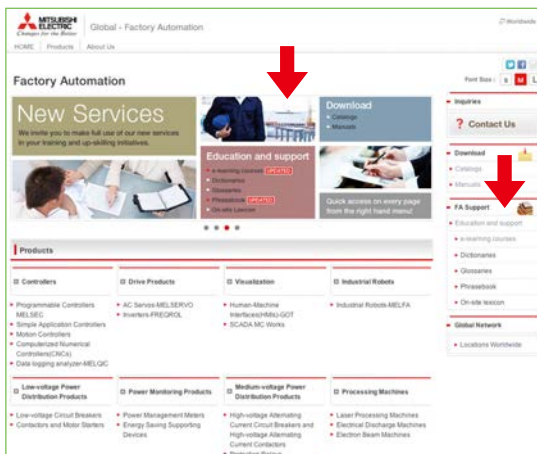 MITSUBISHI
ELECTRIC
Changes for the Better
Global - Factory Automation
Worldwide
HOME
Products
About Us
Factory Automation
Font Size :
S
M
L
New Services
We invite you to make full use of our new services
in your training and up-skilling initiatives.
Education and support
e-learning courses UPDATED
Dictionaries
Glossaries
Phrasebook UPDATED
On-site Lexicon
Download
Catalogs
Manuals
Quick access on every page
from the right hand menu!
Inquiries
? Contact Us
Download
Catalogs
Manuals
FA Support
Education and support
e-learning courses
Dictionaries
Glossaries
Phrasebook
On-site lexicon
Global Network
Locations Worldwide
Products
Controllers
Programmable Controllers
MELSEC
Simple Application Controllers
Motion Controllers
Computerized Numerical
Controllers(CNCs)
Data logging analyzer-MELQIC
Drive Products
AC Servos-MELSERVO
Inverters-FREQROL
Visualization
Human-Machine
Interfaces(HMIs)-GOT
SCADA MC Works
Industrial Robots
Industrial Robots-MELFA
Low-voltage Power
Distribution Products
Low-voltage Circuit Breakers
Contactors and Motor Starters
Power Monitoring Products
Power Management Meters
Energy Saving Supporting
Devices
Medium-voltage Power
Distribution Products
High-voltage Alternating
Current Circuit Breakers and
High-voltage Alternating
Current Contactors
Processing Machines
Laser Processing Machines
Electrical Discharge Machines
Electron Beam Machines